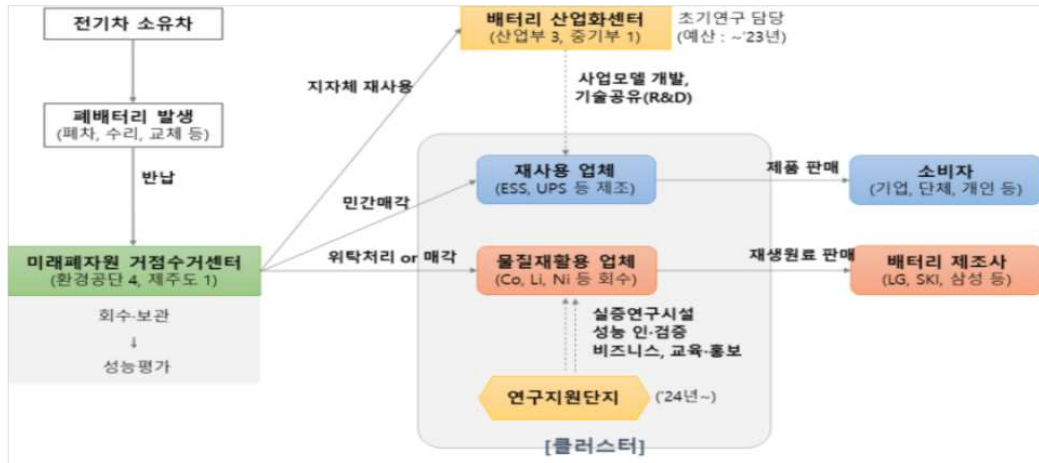 전기차 소유차
폐배터리 발생
(폐차, 수리, 교체 등)
반납
미래폐자원 거점수거센터
(환경공단 4, 제주도 1)
회수·보관
↓
성능평가
지자체 재사용
민간매각
위탁처리 or 매각
배터리 산업화센터
(산업부 3, 중기부 1)
초기연구 담당
(예산 : ~'23년)
사업모델 개발,
기술공유(R&D)
재사용 업체
(ESS, UPS 등 제조)
제품 판매
소비자
(기업, 단체, 개인 등)
물질재활용 업체
(Co, Li, Ni 등 회수)
재생원료 판매
배터리 제조사
(LG, SKI, 삼성 등)
실증연구시설
성능 인·검증
비즈니스, 교육·홍보
연구지원단지
('24년~)
[클러스터]